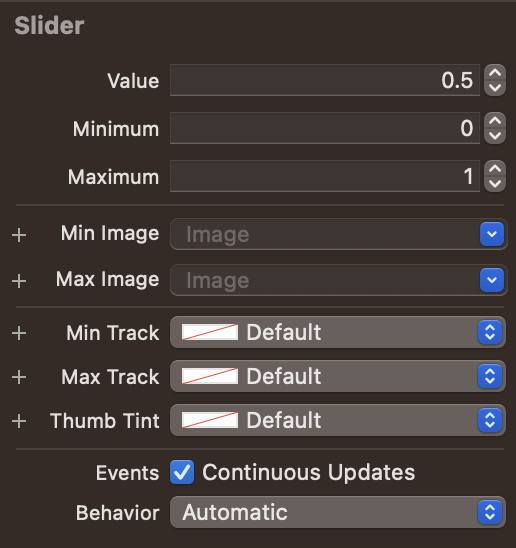 Slider
Value 0.5
Minimum 0
Maximum 1
+ Min Image Image
+ Max Image Image
+ Min Track Default
+ Max Track Default
+ Thumb Tint Default
Events Continuous Updates
Behavior Automatic